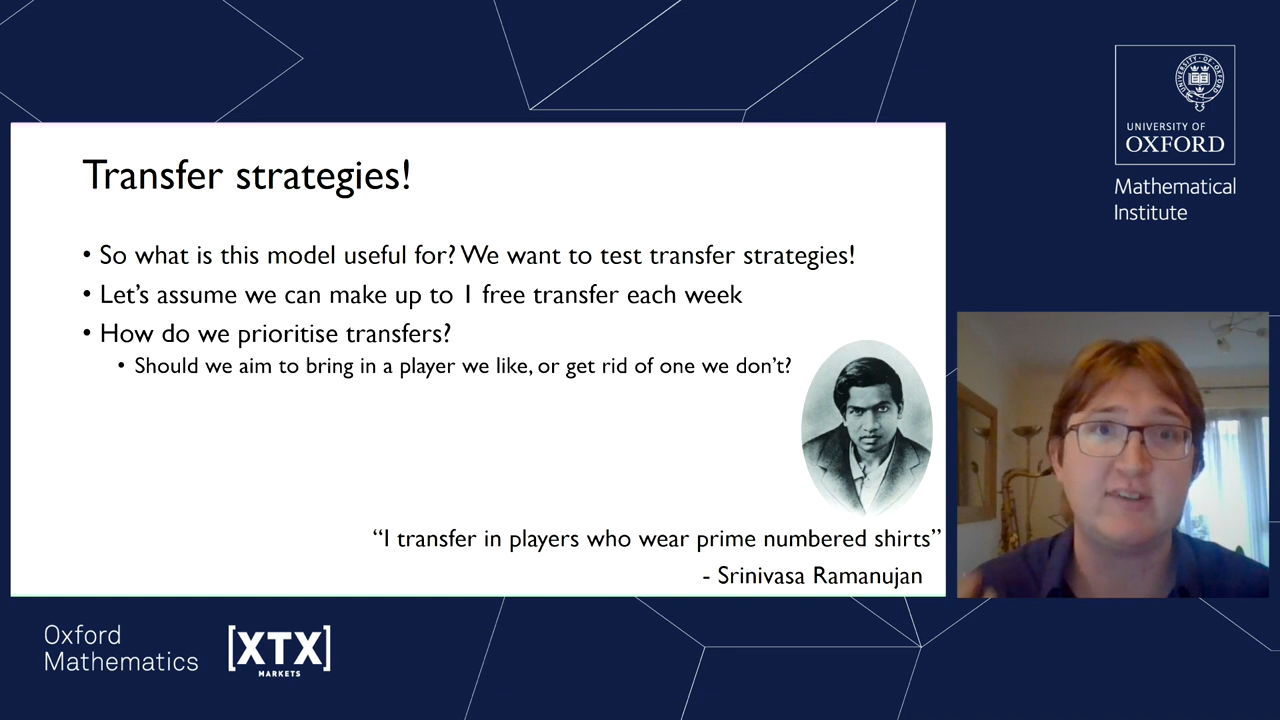 UNIVERSITY OF
OXFORD
Mathematical
Institute
Transfer strategies!
• So what is this model useful for? We want to test transfer strategies!
• Let’s assume we can make up to 1 free transfer each week
• How do we prioritise transfers?
• Should we aim to bring in a player we like, or get rid of one we don’t?
“I transfer in players who wear prime numbered shirts”
- Srinivasa Ramanujan
Oxford
Mathematics
[XTX]
MARKETS